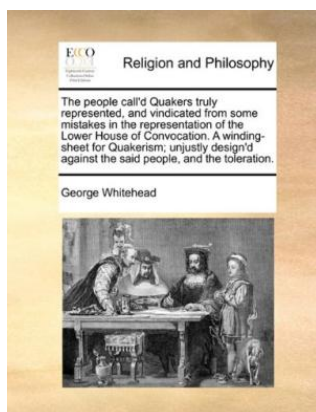 ECCO
Religion and Philosophy
The people call'd Quakers truly
represented, and vindicated from some
mistakes in the representation of the
Lower House of Convocation. A winding-
sheet for Quakerism; unjustly design'd
against the said people, and the toleration.
George Whitehead